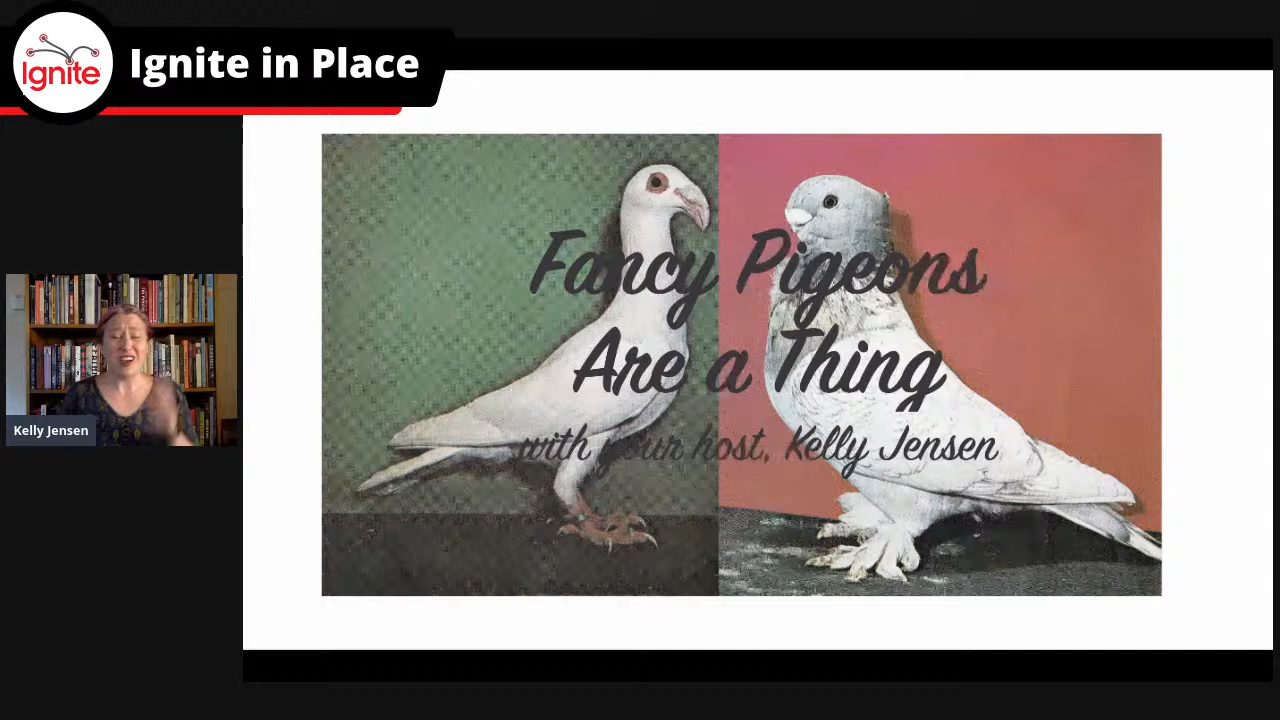 Ignite
Ignite in Place
Fancy Pigeons
Are a Thing
with your host, Kelly Jensen
Kelly Jensen